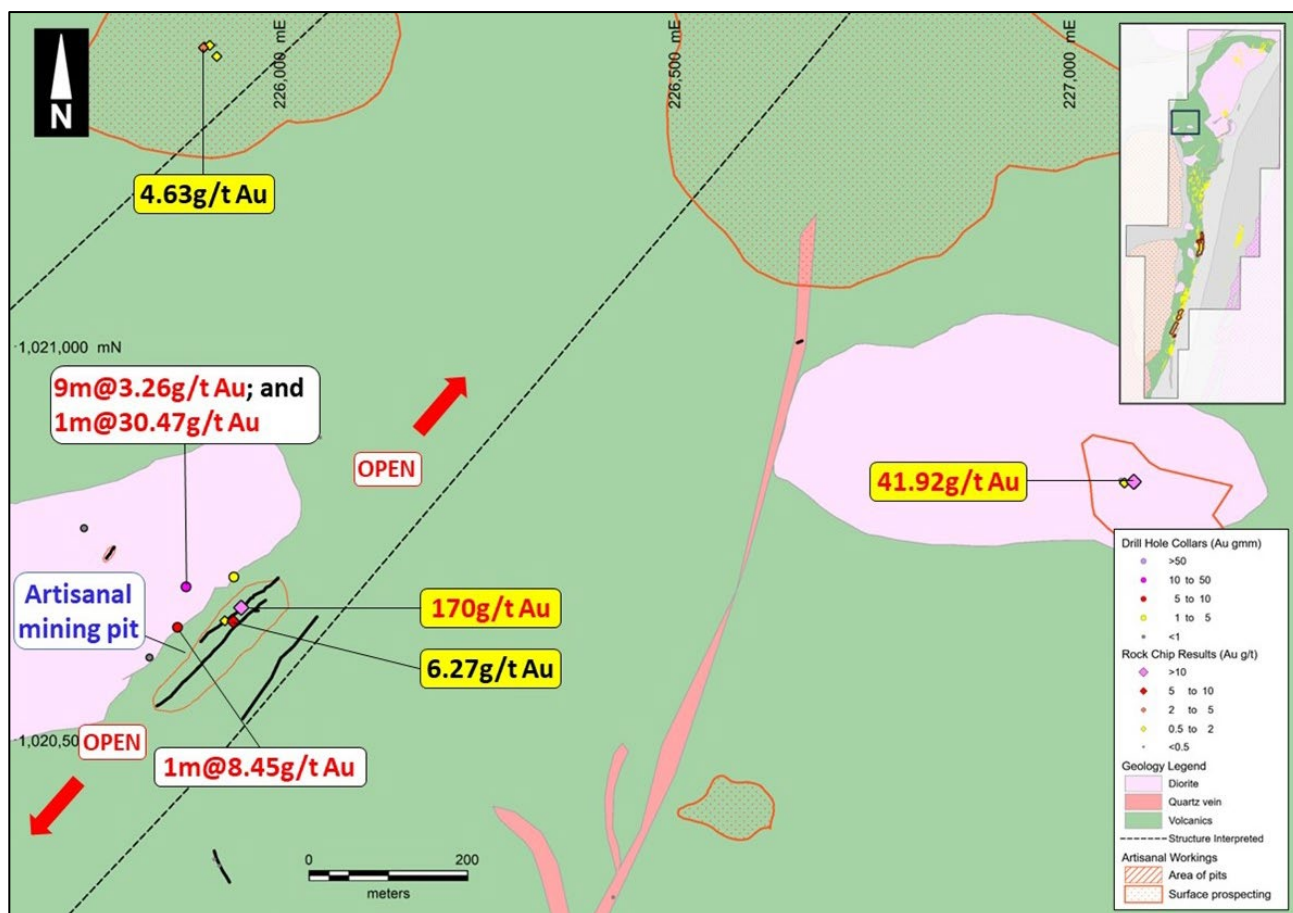 N
226,000 mE
226,500 mE
227,000 mE
4.63g/t Au
1,021,000 mN
9m@3.26g/t Au; and
1m@30.47g/t Au
OPEN
41.92g/t Au
Artisanal
mining pit
170g/t Au
6.27g/t Au
1,020,50
OPEN
1m@8.45g/t Au
0
200
meters
Drill Hole Collars (Au gmm)
>50
10 to 50
5 to 10
1 to 5
<1
Rock Chip Results (Au g/t)
>10
5 to 10
2 to 5
0.5 to 2
<0.5
Geology Legend
Diorite
Quartz vein
Volcanics
Structure Interpreted
Artisanal Workings
Area of pits
Surface prospecting